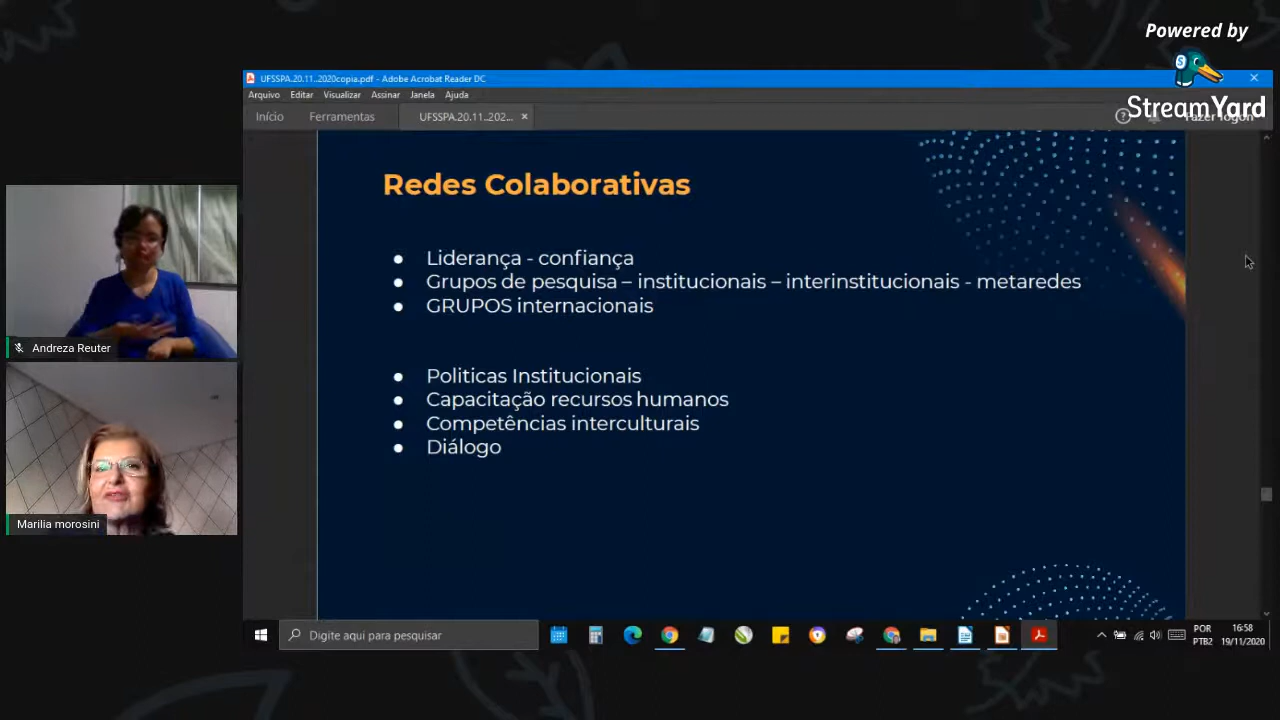 Powered by
StreamYard
UFSSPA.20.11..2020copia.pdf - Adobe Acrobat Reader DC
Arquivo Editar Visualizar Assinar Janela Ajuda
Início Ferramentas UFSSPA.20.11..202... × Fazer logon
Redes Colaborativas
● Liderança - confiança
● Grupos de pesquisa – institucionais – interinstitucionais - metaredes
● GRUPOS internacionais
● Politicas Institucionais
● Capacitação recursos humanos
● Competências interculturais
● Diálogo
Andreza Reuter
Marilia morosini
Digite aqui para pesquisar
POR
PTB2
16:58
19/11/2020